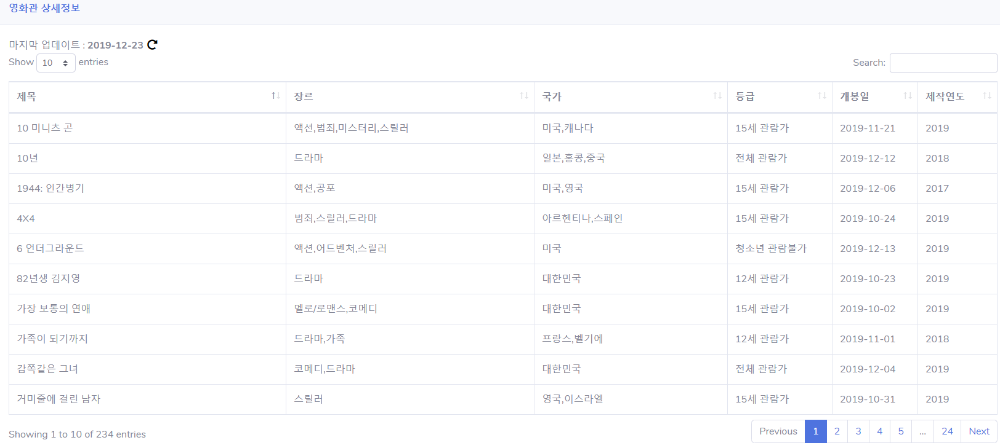 영화관 상세정보
마지막 업데이트 : 2019-12-23
Show 10 entries Search:
제목 장르 국가 등급 개봉일 제작연도
10 미니츠 곤 액션,범죄,미스터리,스릴러 미국,캐나다 15세 관람가 2019-11-21 2019
10년 드라마 일본,홍콩,중국 전체 관람가 2019-12-12 2018
1944: 인간병기 액션,공포 미국,영국 15세 관람가 2019-12-06 2017
4X4 범죄,스릴러,드라마 아르헨티나,스페인 15세 관람가 2019-10-24 2019
6 언더그라운드 액션,어드벤처,스릴러 미국 청소년 관람불가 2019-12-13 2019
82년생 김지영 드라마 대한민국 12세 관람가 2019-10-23 2019
가장 보통의 연애 멜로/로맨스,코메디 대한민국 15세 관람가 2019-10-02 2019
가족이 되기까지 드라마,가족 프랑스,벨기에 12세 관람가 2019-11-01 2018
감쪽같은 그녀 코메디,드라마 대한민국 전체 관람가 2019-12-04 2019
거미줄에 걸린 남자 스릴러 영국,이스라엘 15세 관람가 2019-10-31 2019
Showing 1 to 10 of 234 entries Previous 1 2 3 4 5 ... 24 Next